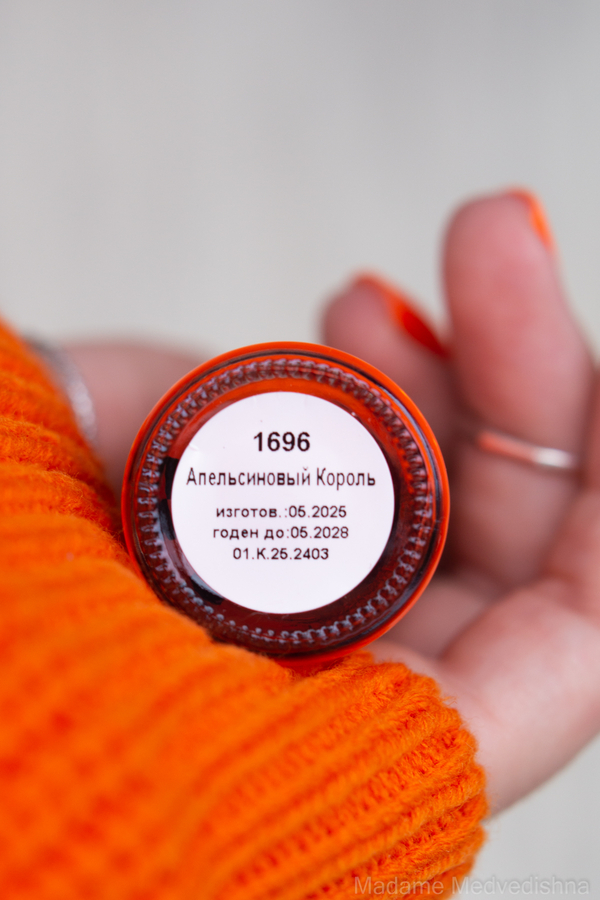 1696
Апельсиновый Король
изготов.:05.2025
годен до:05.2028
01.К.25.2403
Madame Medvedishna